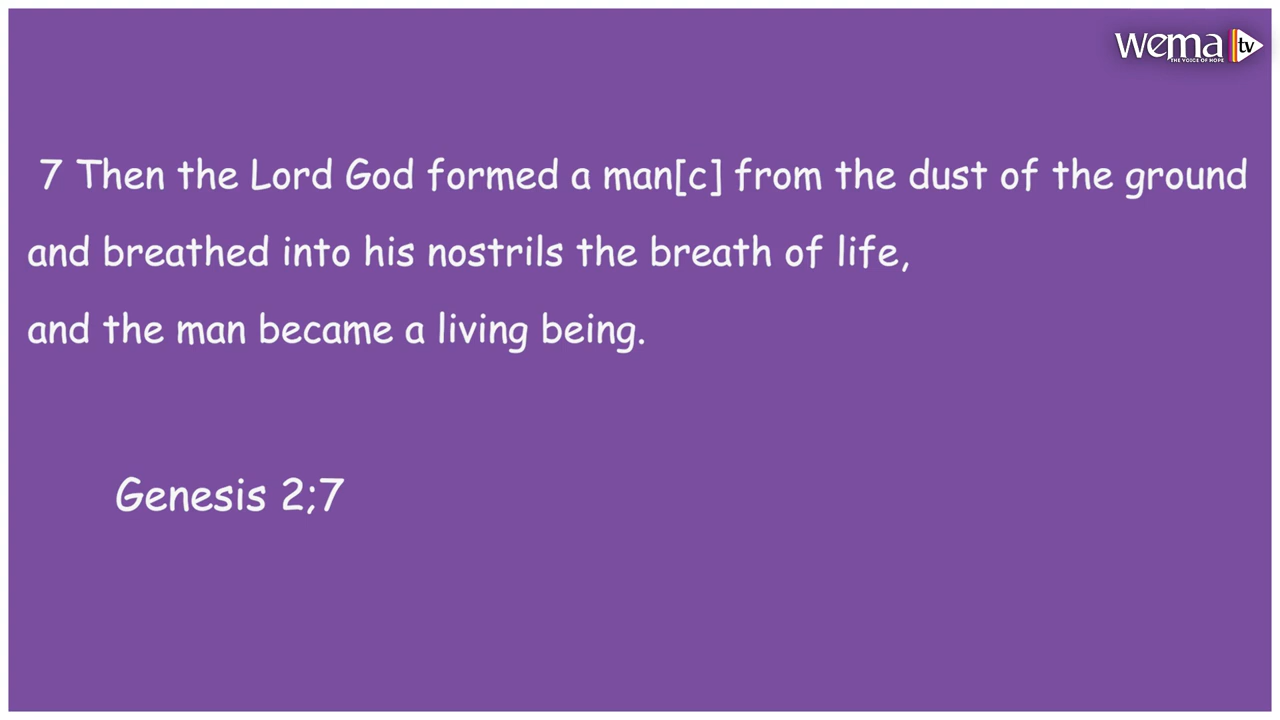 wema tv
THE VOICE OF HOPE
7 Then the Lord God formed a man[c] from the dust of the ground
and breathed into his nostrils the breath of life,
and the man became a living being.
Genesis 2;7